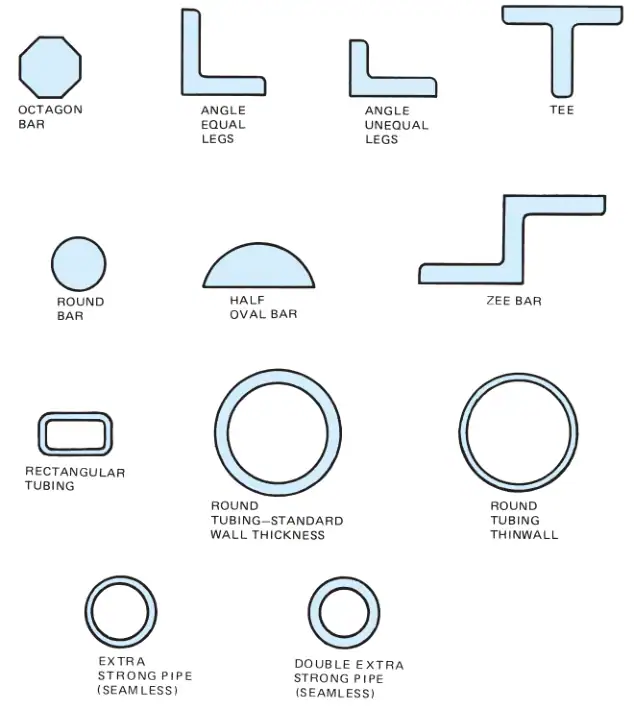 OCTAGON
BAR
ANGLE
EQUAL
LEGS
ANGLE
UNEQUAL
LEGS
TEE
ROUND
BAR
HALF
OVAL BAR
ZEE BAR
RECTANGULAR
TUBING
ROUND
TUBING—STANDARD
WALL THICKNESS
ROUND
TUBING
THINWALL
EXTRA
STRONG PIPE
(SEAMLESS)
DOUBLE EXTRA
STRONG PIPE
(SEAMLESS)